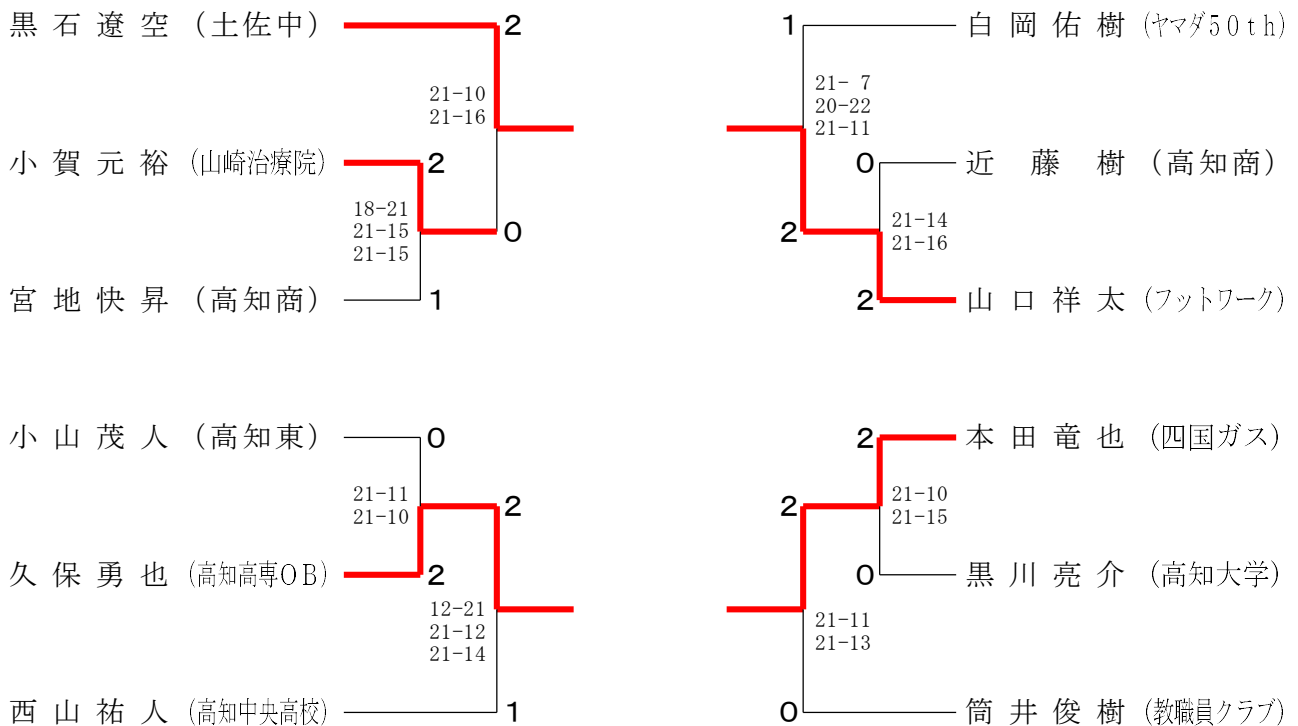 黒石遼空 (土佐中)
2
1
白岡佑樹 (ヤマダ50th)
21-10
21-16
21- 7
20-22
21-11
小賀元裕 (山崎治療院)
2
0
近藤 樹 (高知商)
18-21
21-15
21-15
0
2
21-14
21-16
宮地快昇 (高知商)
1
2
山口祥太 (フットワーク)
小山茂人 (高知東)
0
2
本田竜也 (四国ガス)
21-11
21-10
2
2
21-10
21-15
久保勇也 (高知高専OB)
2
0
黒川亮介 (高知大学)
12-21
21-12
21-14
21-11
21-13
西山祐人 (高知中央高校)
1
0
筒井俊樹 (教職員クラブ)